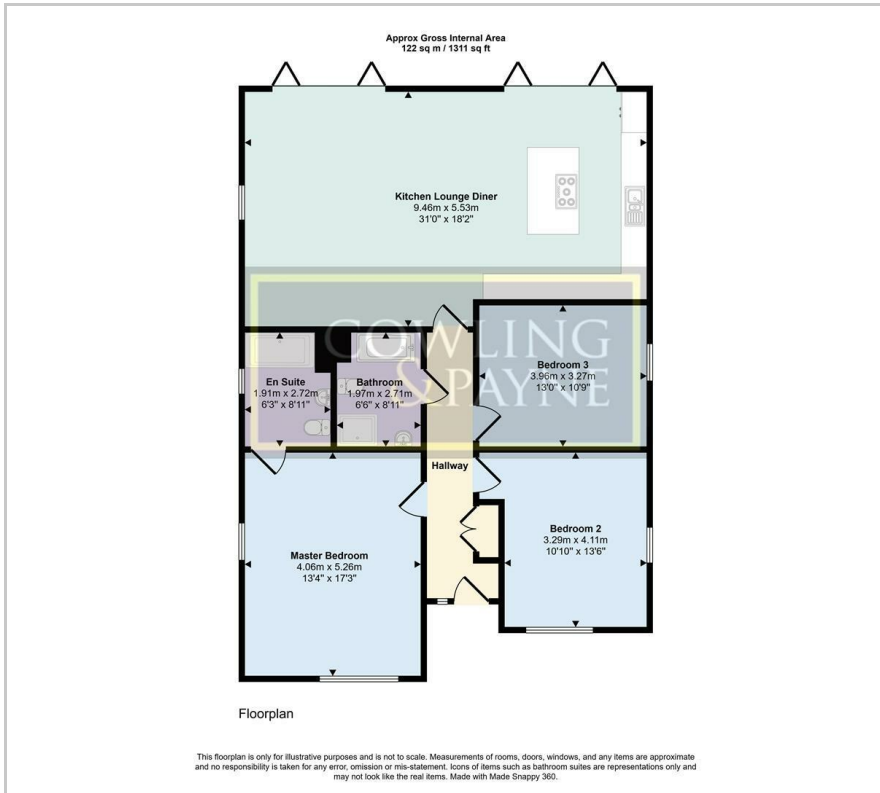 Approx Gross Internal Area
122 sq m / 1311 sq ft
Kitchen Lounge Diner
9.46m x 5.53m
31'0" x 18'2"
COWLING
&PAYNE
En Suite
1.91m x 2.72m
6'3" x 8'11"
Bathroom
1.97m x 2.71m
6'6" x 8'11"
Bedroom 3
3.96m x 3.27m
13'0" x 10'9"
Hallway
Master Bedroom
4.06m x 5.26m
13'4" x 17'3"
Bedroom 2
3.29m x 4.11m
10'10" x 13'6"
Floorplan
This floorplan is only for illustrative purposes and is not to scale. Measurements of rooms, doors, windows, and any items are approximate
and no responsibility is taken for any error, omission or mis-statement. Icons of items such as bathroom suites are representations only and
may not look like the real items. Made with Made Snappy 360.